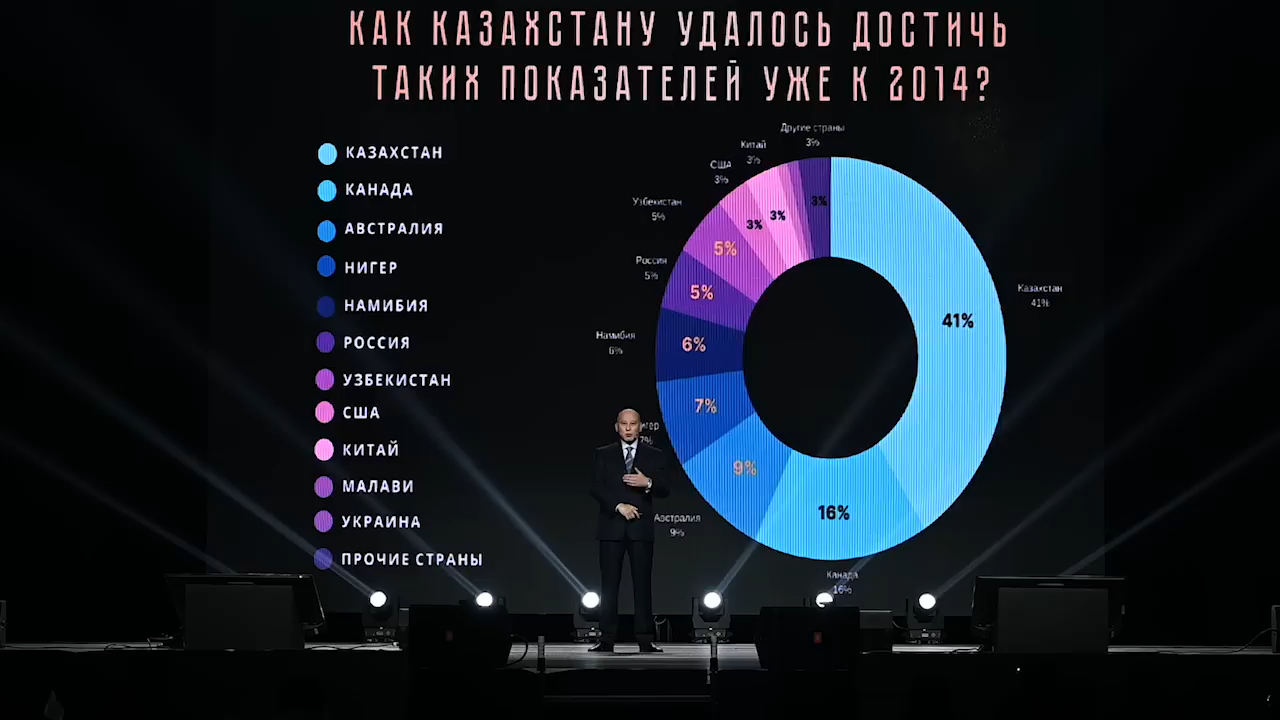 КАК КАЗАХСТАНУ УДАЛОСЬ ДОСТИЧЬ
ТАКИХ ПОКАЗАТЕЛЕЙ УЖЕ К 2014?
КАЗАХСТАН
КАНАДА
АВСТРАЛИЯ
НИГЕР
НАМИБИЯ
РОССИЯ
УЗБЕКИСТАН
США
КИТАЙ
МАЛАВИ
УКРАИНА
ПРОЧИЕ СТРАНЫ
Другие страны
3%
Китай
3%
США
3%
Узбекистан
5%
Россия
5%
Намибия
6%
7%
Австралия
9%
Канада
16%
Казахстан
41%
3%
3%
3%
5%
5%
6%
7%
9%
16%
41%